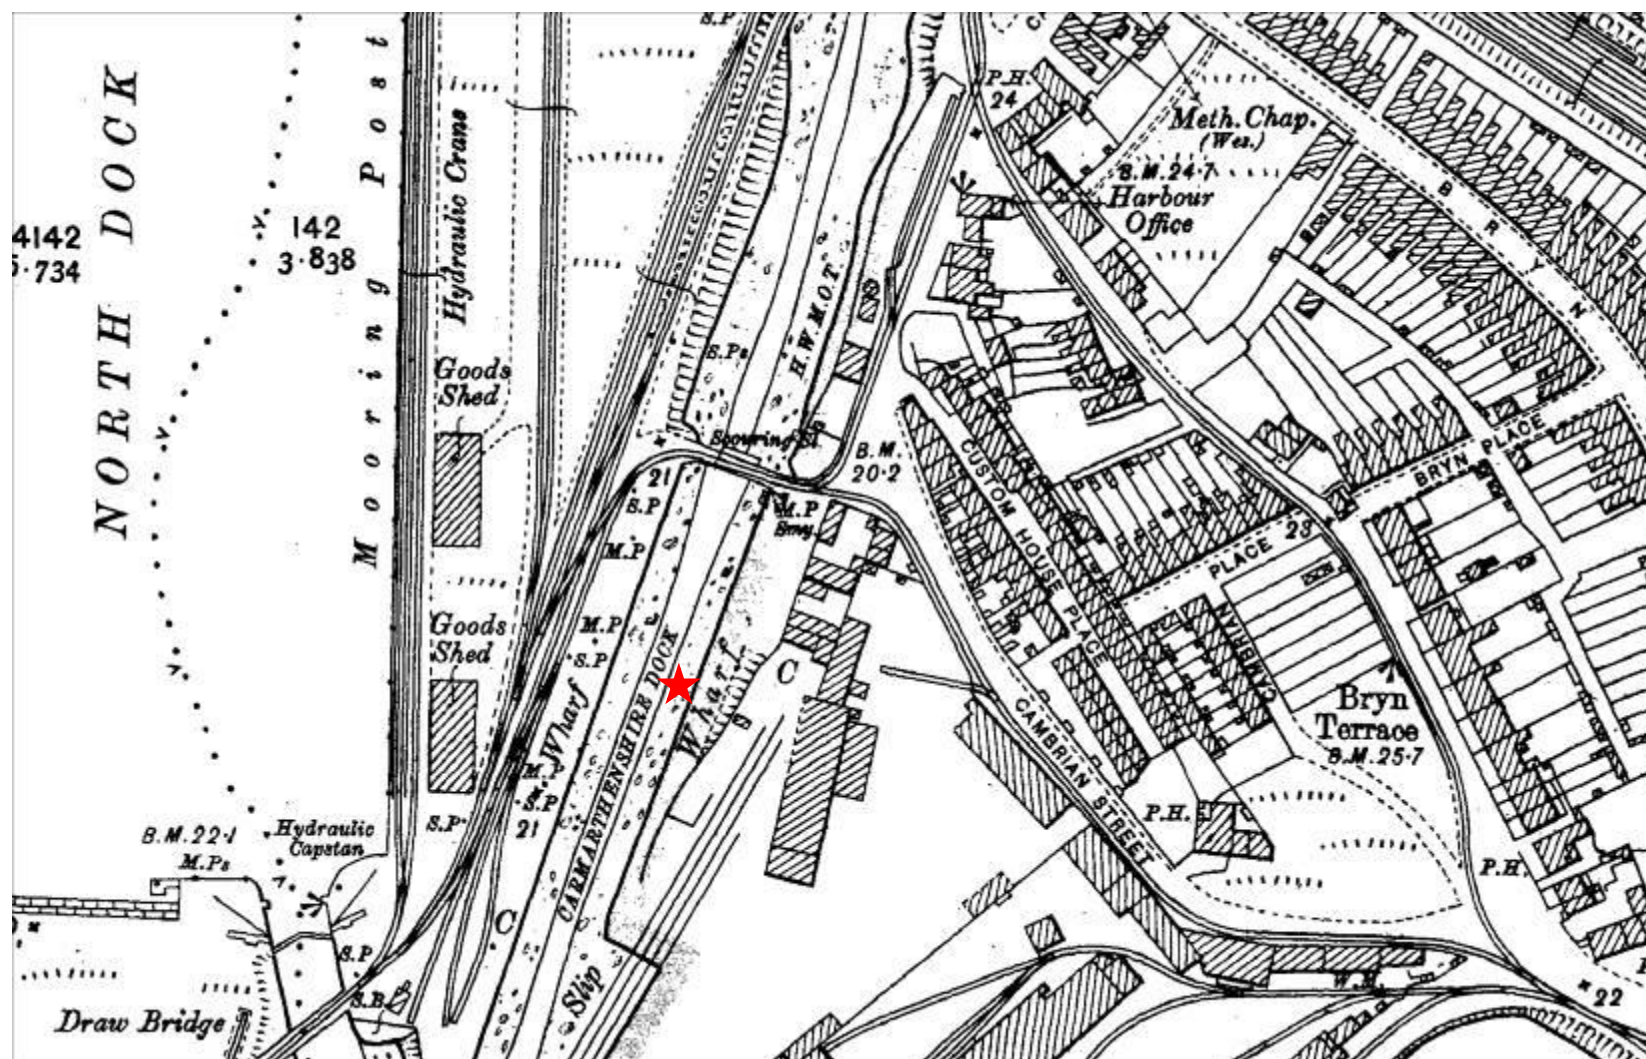 NORTH DOCK
4142
5.734
142
3.838
Mooring Post
Hydraulic Crane
S.P
P.H.
24
Meth. Chap.
(Wes.)
B.M.24.7
Harbour
Office
BRYN
H.W.M.O.T.
S.Ps
Goods
Shed
B.M.
20.2
CUSTOM HOUSE PLACE
BRYN PLACE
21
S.P
M.P
M.P
PLACE
23
Goods
Shed
M.P
S.P
Wharf
CARMARTHENSHIRE DOCK
Wharf
C
CAMBRIAN
CAMBRIAN STREET
Bryn
Terrace
B.M.25.7
M.P
S.P
21
S.P
P.H.
P.H.
B.M.22.1
M.Ps
Hydraulic
Capstan
C
S.P
S.B.
Slip
Draw Bridge
W.M.
22